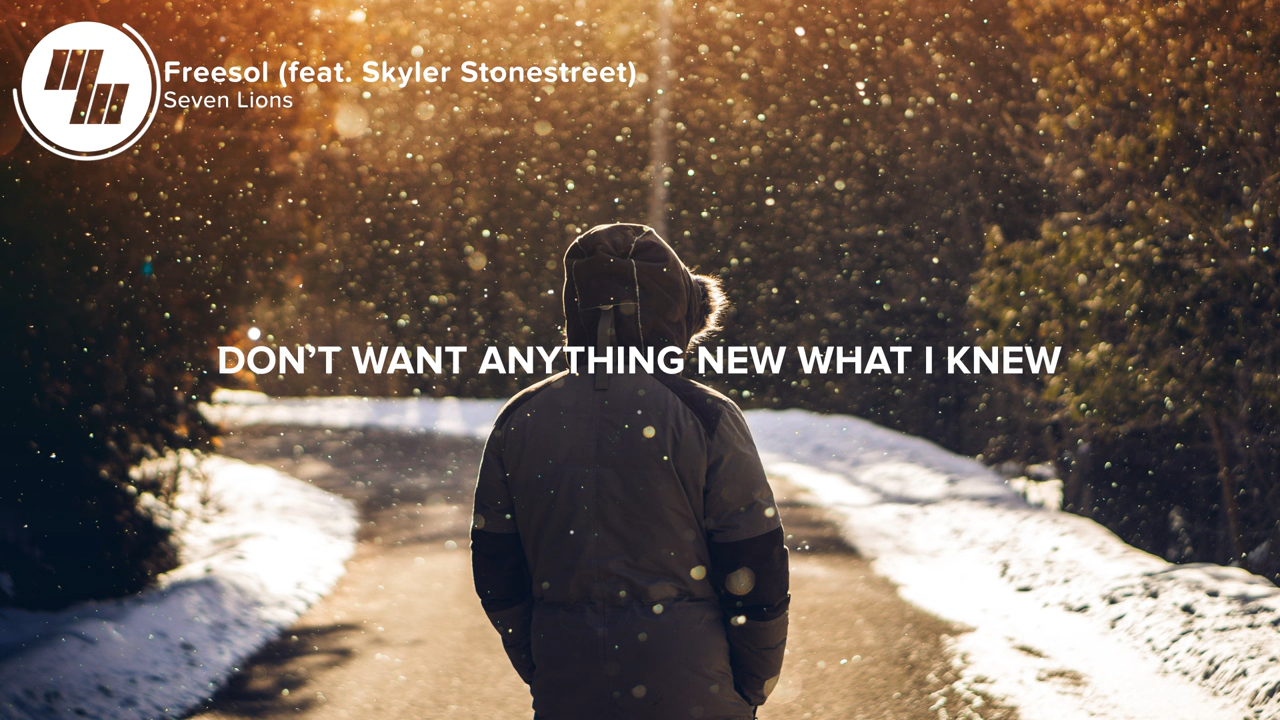 Freesol (feat. Skyler Stonestreet)
Seven Lions
DON’T WANT ANYTHING NEW WHAT I KNEW